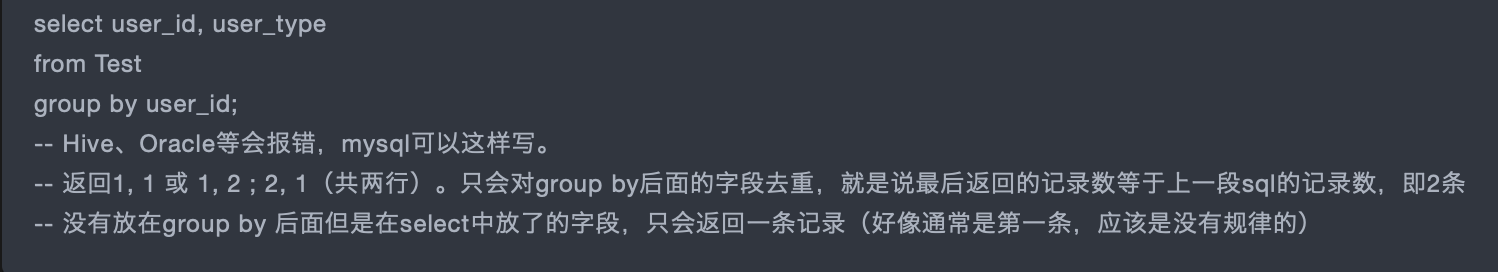 select user_id, user_type
from Test
group by user_id;
-- Hive、Oracle等会报错，mysql可以这样写。
-- 返回1, 1 或 1, 2 ; 2, 1（共两行）。只会对group by后面的字段去重，就是说最后返回的记录数等于上一段sql的记录数，即2条
-- 没有放在group by 后面但是在select中放了的字段，只会返回一条记录（好像通常是第一条，应该是没有规律的）